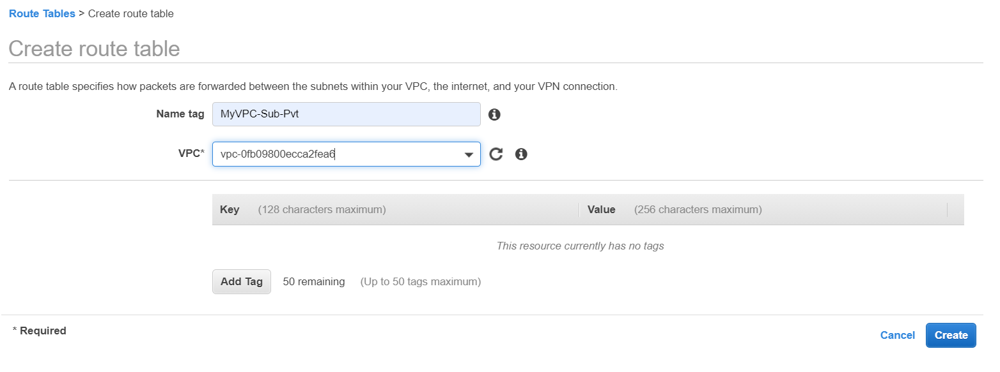 Route Tables > Create route table
Create route table
A route table specifies how packets are forwarded between the subnets within your VPC, the internet, and your VPN connection.
Name tag MyVPC-Sub-Pvt
VPC* vpc-0fb09800ecca2fea6
Key (128 characters maximum) Value (256 characters maximum)
This resource currently has no tags
Add Tag 50 remaining (Up to 50 tags maximum)
* Required
Cancel Create